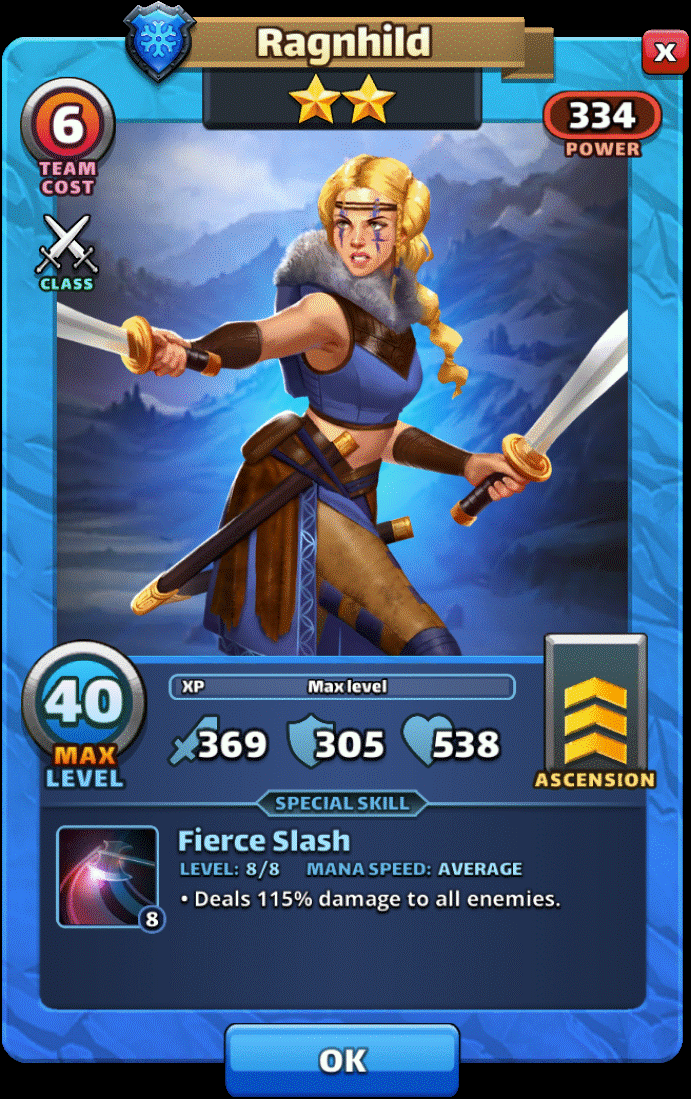 Ragnhild
X
6
TEAM
COST
334
POWER
CLASS
40
MAX
LEVEL
XP Max level
369 305 538
ASCENSION
SPECIAL SKILL
Fierce Slash
LEVEL: 8/8 MANA SPEED: AVERAGE
• Deals 115% damage to all enemies.
8
OK